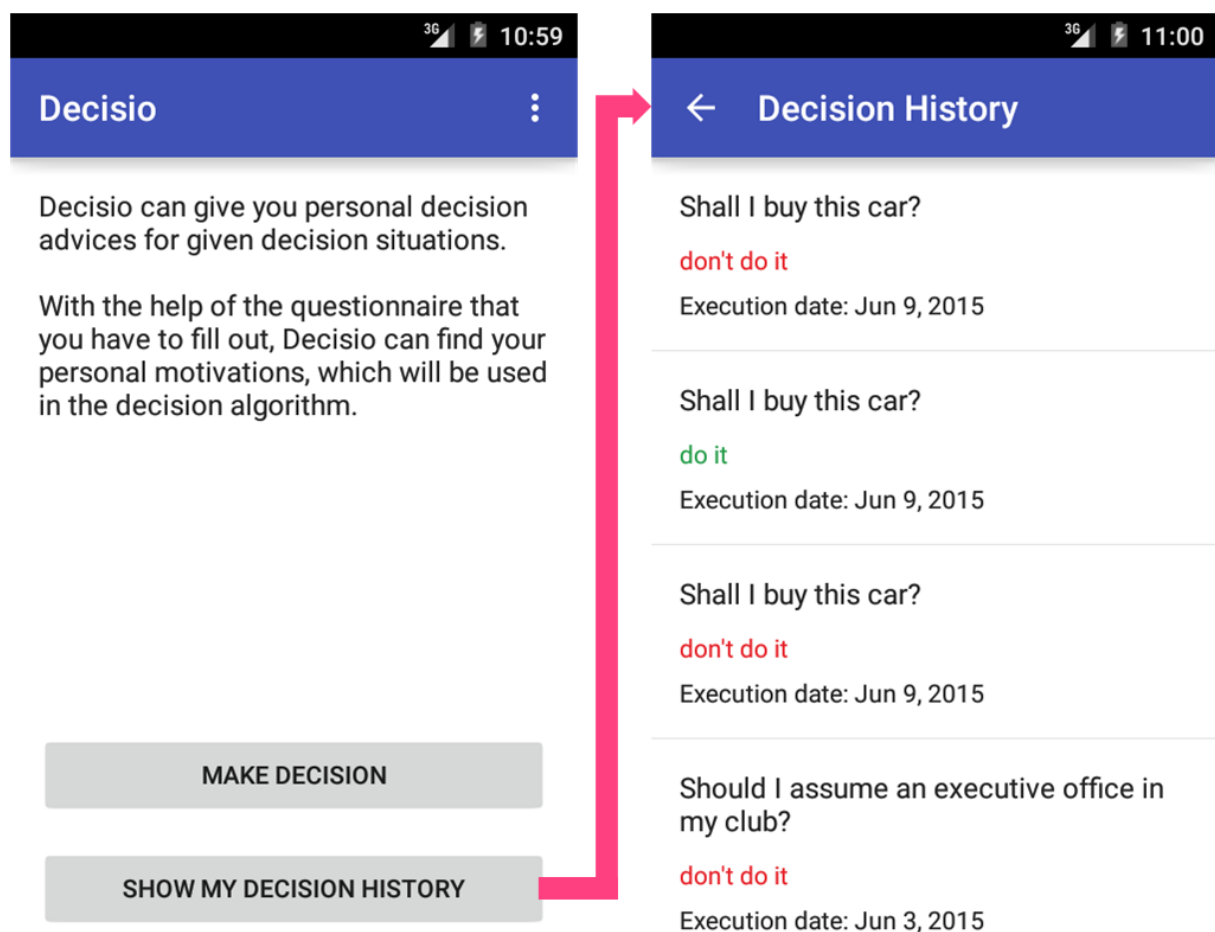 3G 10:59
Decisio
Decisio can give you personal decision
advices for given decision situations.
With the help of the questionnaire that
you have to fill out, Decisio can find your
personal motivations, which will be used
in the decision algorithm.
MAKE DECISION
SHOW MY DECISION HISTORY
3G 11:00
Decision History
Shall I buy this car?
don't do it
Execution date: Jun 9, 2015
Shall I buy this car?
do it
Execution date: Jun 9, 2015
Shall I buy this car?
don't do it
Execution date: Jun 9, 2015
Should I assume an executive office in
my club?
don't do it
Execution date: Jun 3, 2015